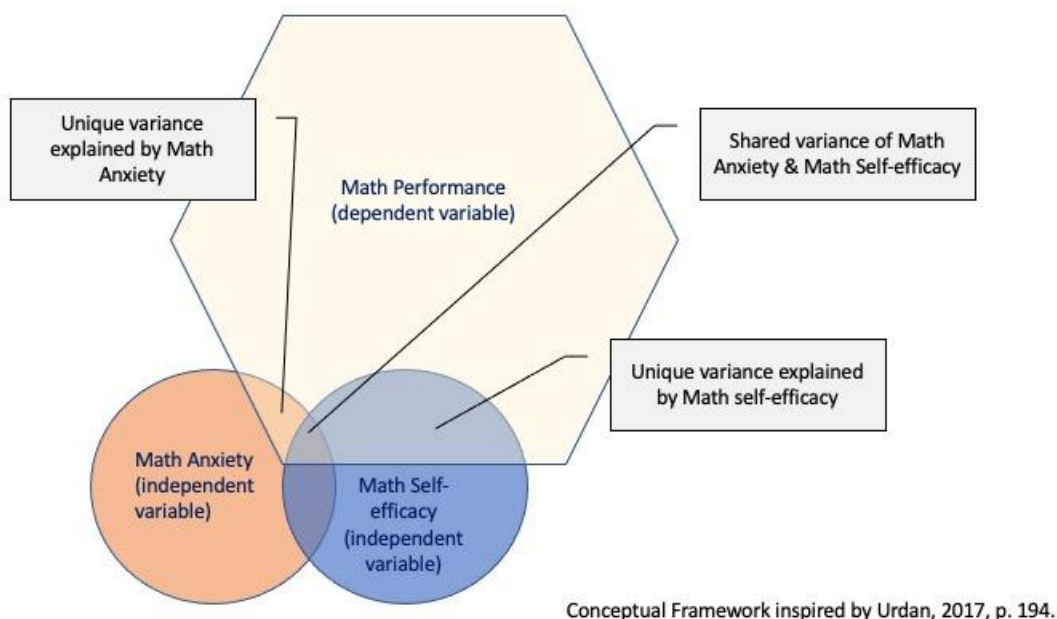 Unique variance
explained by Math
Anxiety
Shared variance of Math
Anxiety & Math Self-efficacy
Math Performance
(dependent variable)
Unique variance explained
by Math self-efficacy
Math Anxiety
(independent
variable)
Math Self-
efficacy
(independent
variable)
Conceptual Framework inspired by Urdan, 2017, p. 194.